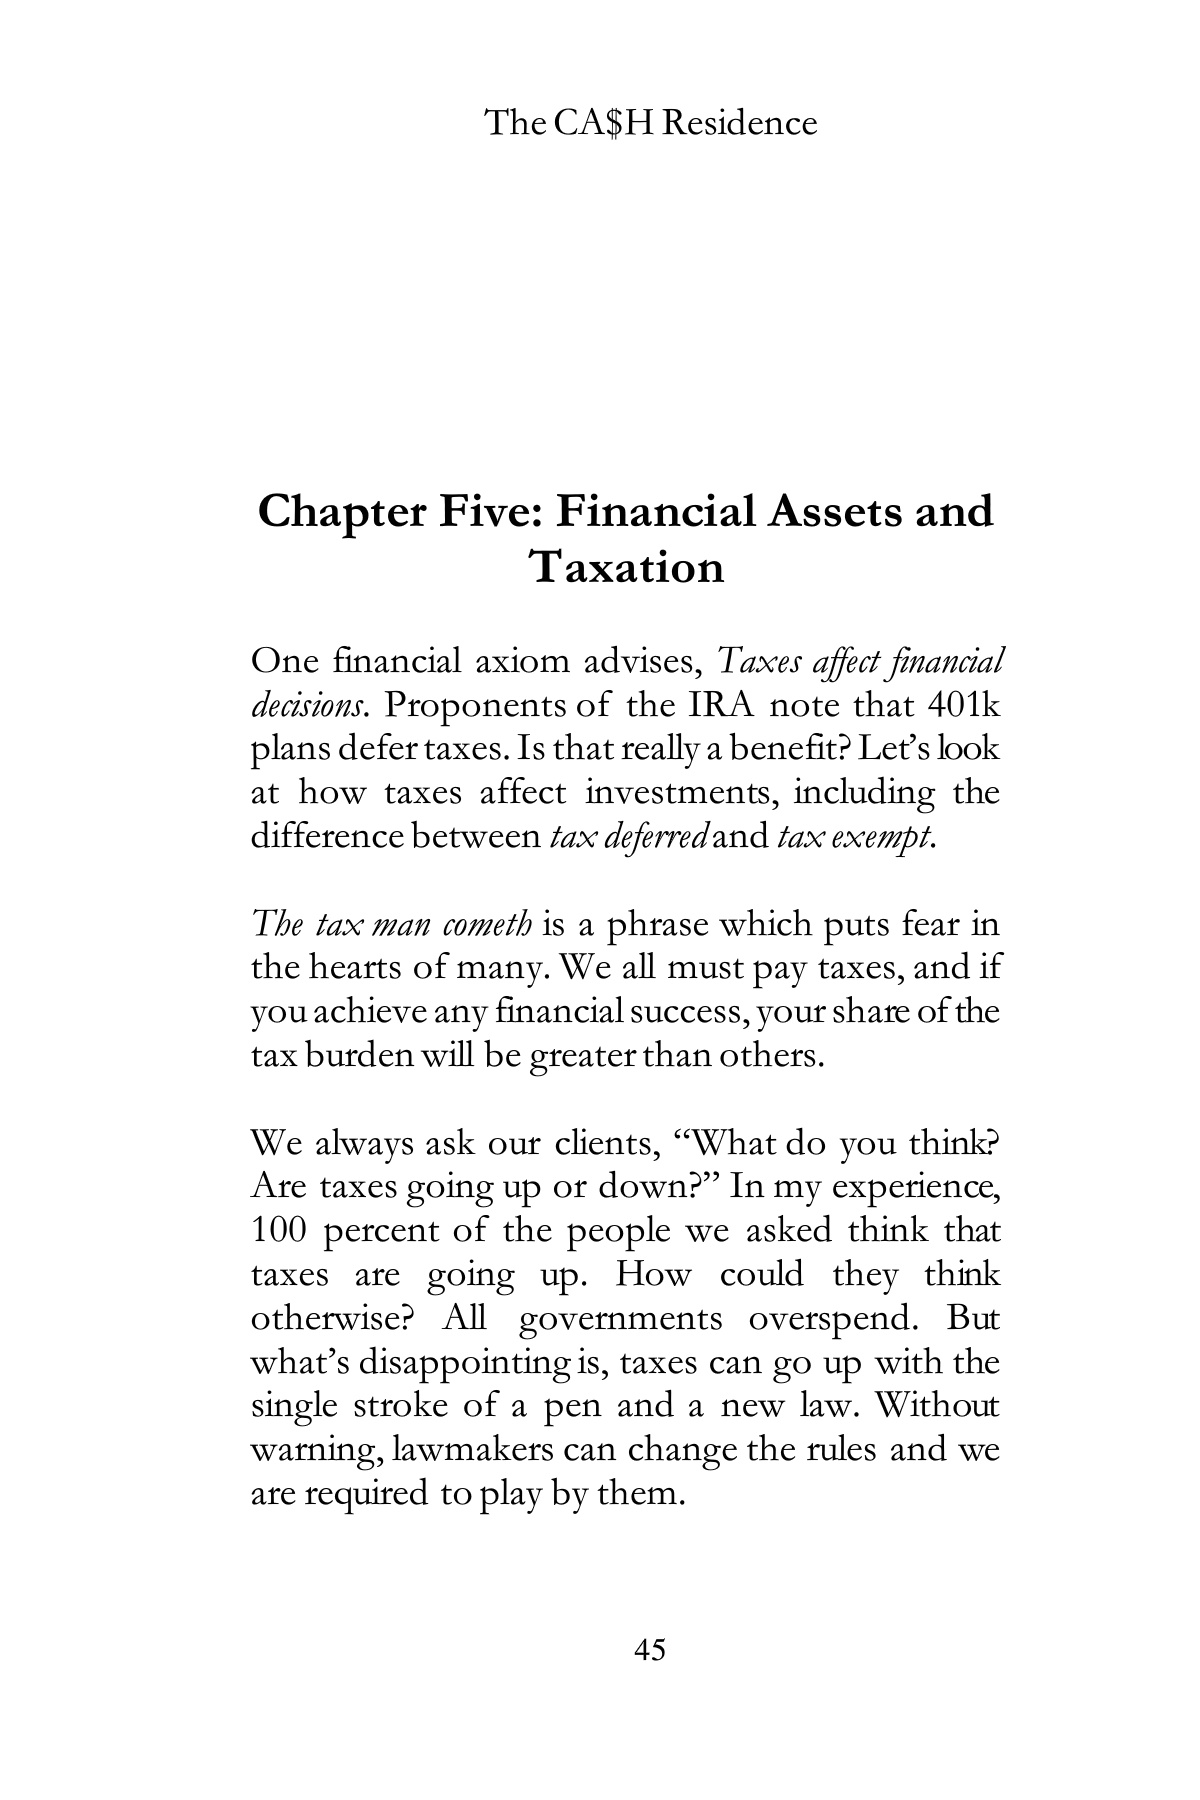 The CA$H Residence
Chapter Five: Financial Assets and
Taxation
One financial axiom advises, Taxes affect financial
decisions. Proponents of the IRA note that 401k
plans defer taxes. Is that really a benefit? Let’s look
at how taxes affect investments, including the
difference between tax deferred and tax exempt.
The tax man cometh is a phrase which puts fear in
the hearts of many. We all must pay taxes, and if
you achieve any financial success, your share of the
tax burden will be greater than others.
We always ask our clients, “What do you think?
Are taxes going up or down?” In my experience,
100 percent of the people we asked think that
taxes are going up. How could they think
otherwise? All governments overspend. But
what’s disappointing is, taxes can go up with the
single stroke of a pen and a new law. Without
warning, lawmakers can change the rules and we
are required to play by them.
45